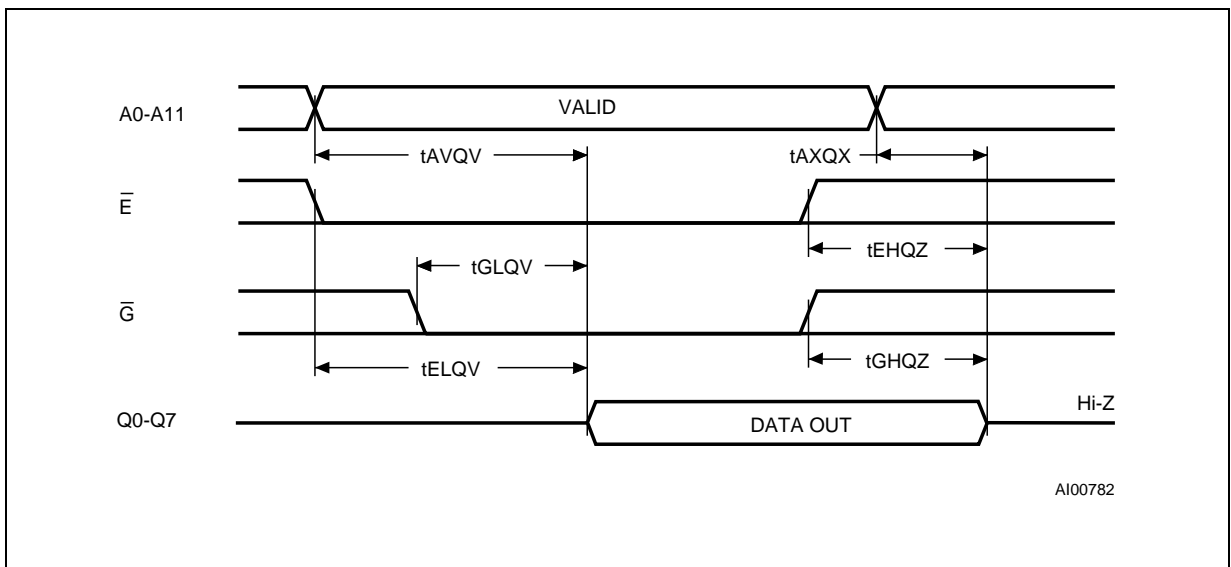 A0-A11
VALID
tAVQV
tAXQX
E̅
tEHQZ
tGLQV
G̅
tELQV
tGHQZ
Q0-Q7
DATA OUT
Hi-Z
AI00782